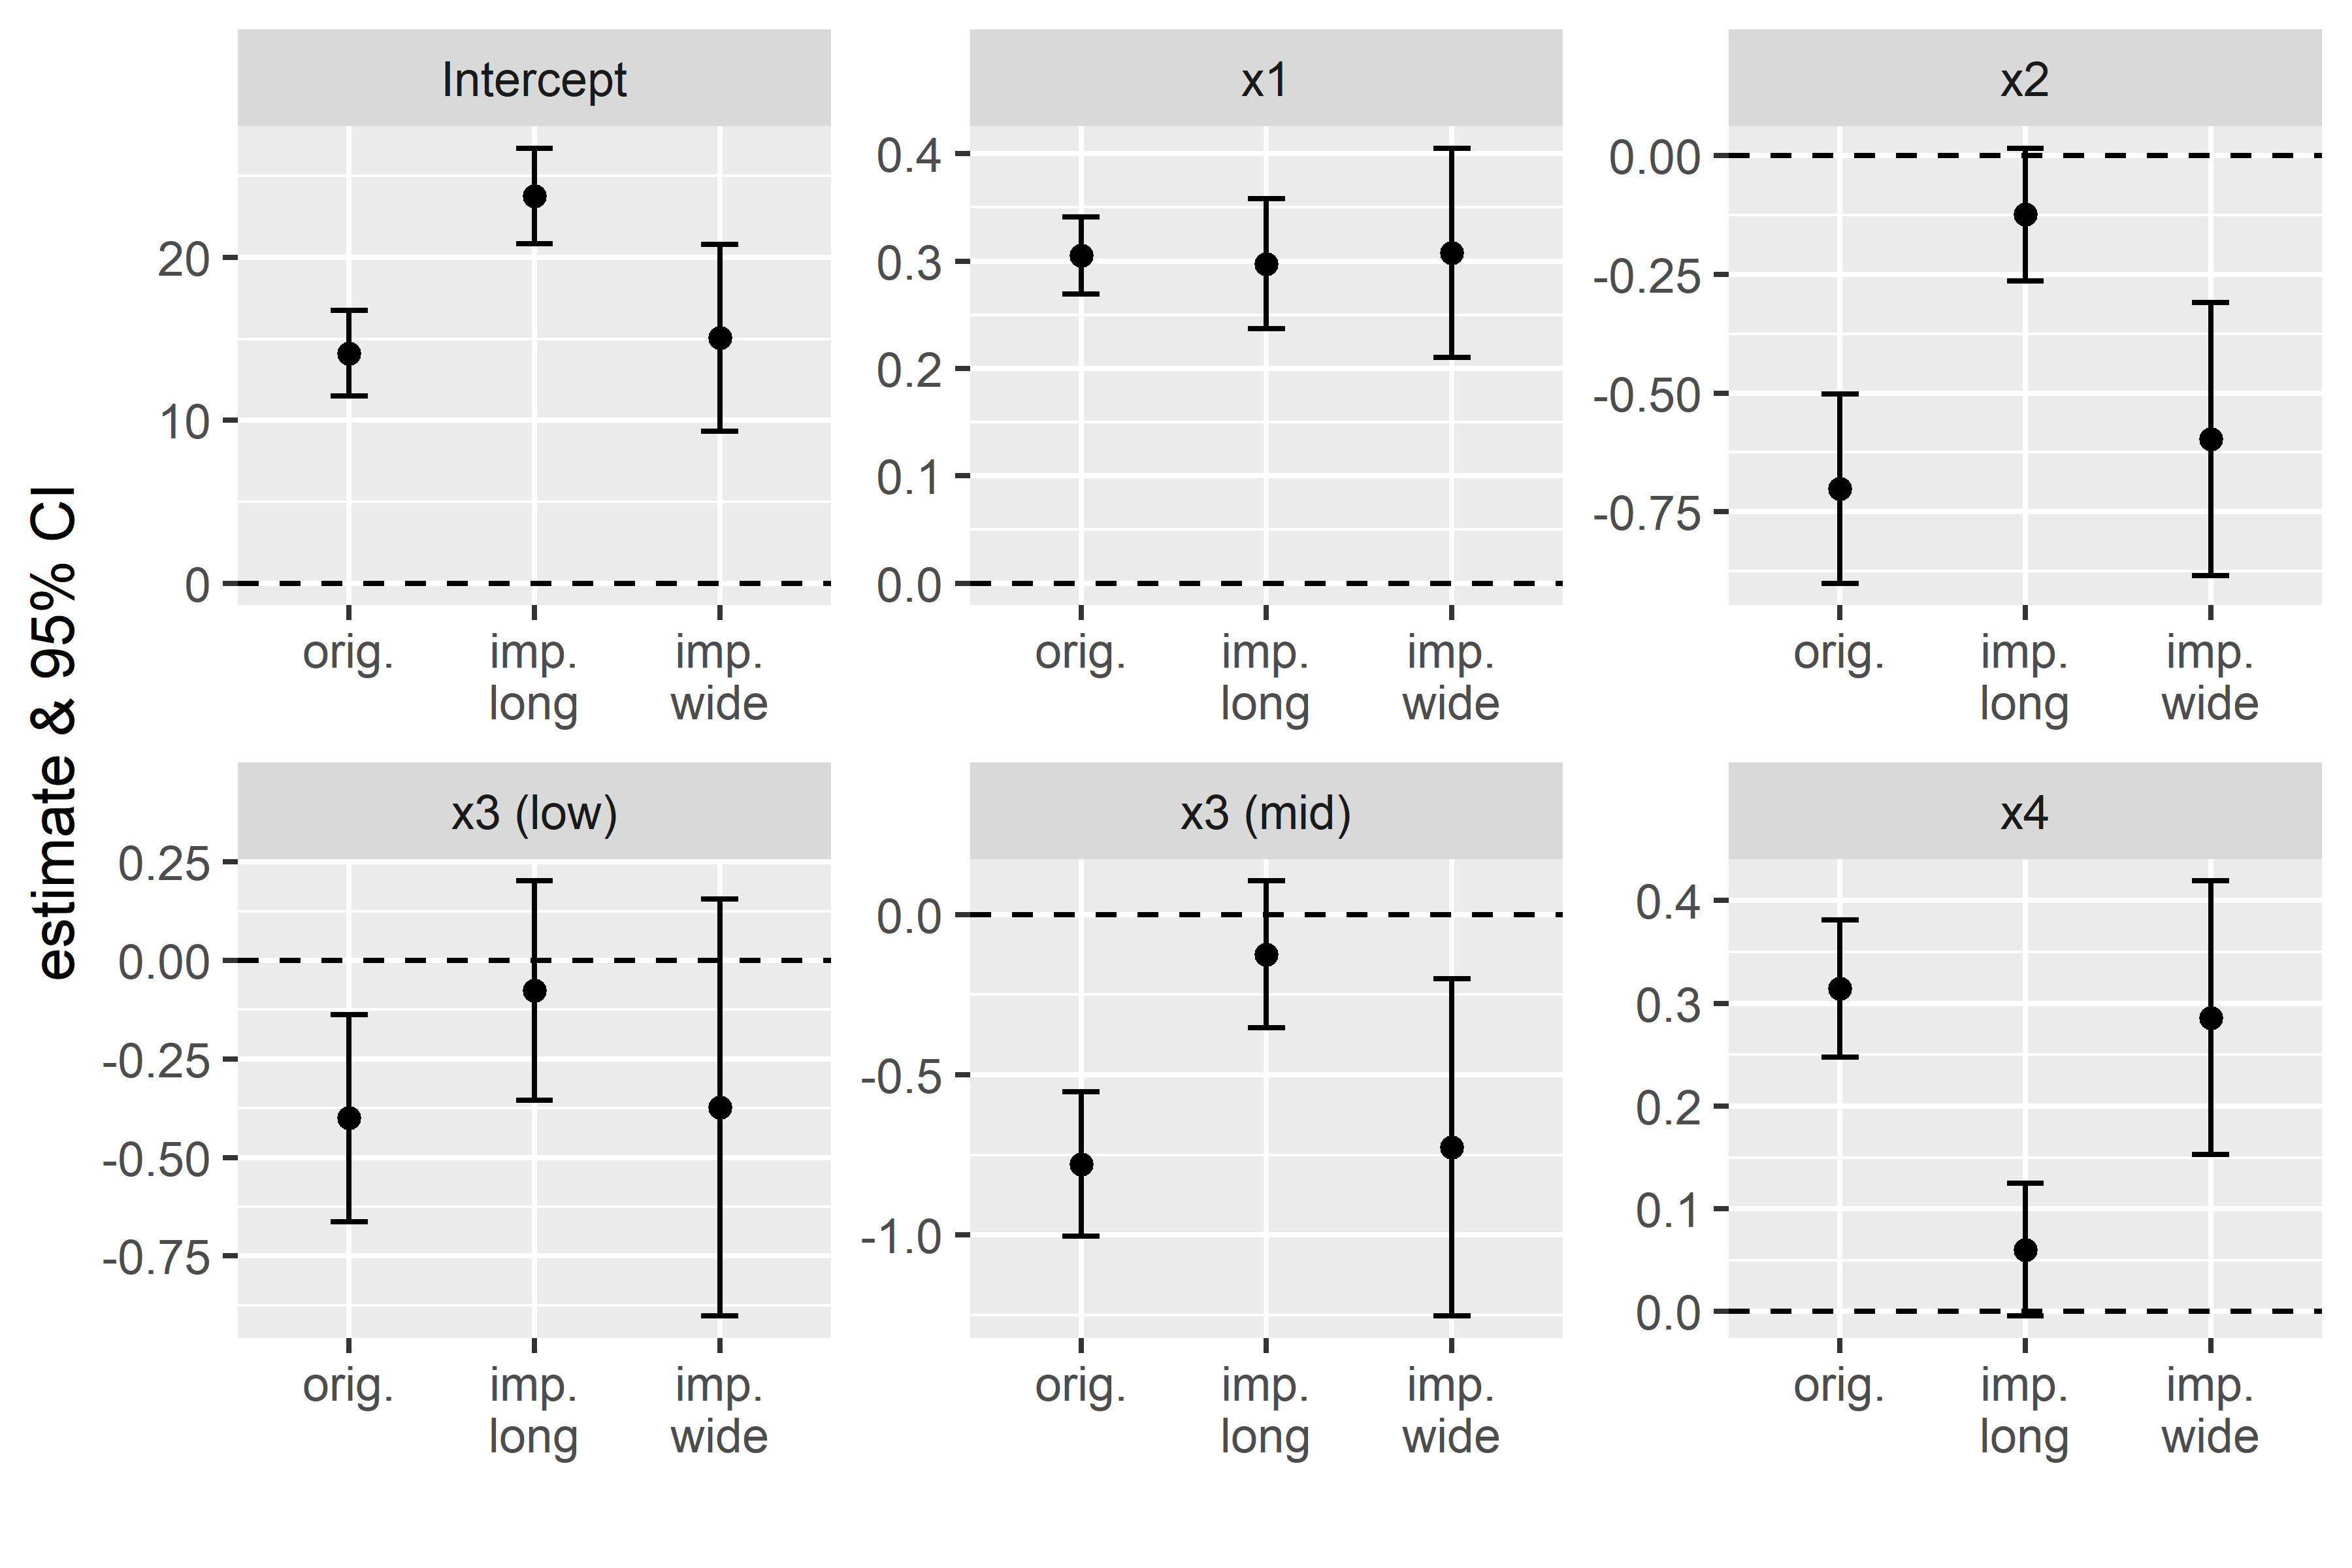 estimate & 95% CI
Intercept
20
10
0
orig. imp. imp.
long wide
x1
0.4
0.3
0.2
0.1
0.0
orig. imp. imp.
long wide
x2
0.00
-0.25
-0.50
-0.75
orig. imp. imp.
long wide
x3 (low)
0.25
0.00
-0.25
-0.50
-0.75
orig. imp. imp.
long wide
x3 (mid)
0.0
-0.5
-1.0
orig. imp. imp.
long wide
x4
0.4
0.3
0.2
0.1
0.0
orig. imp. imp.
long wide